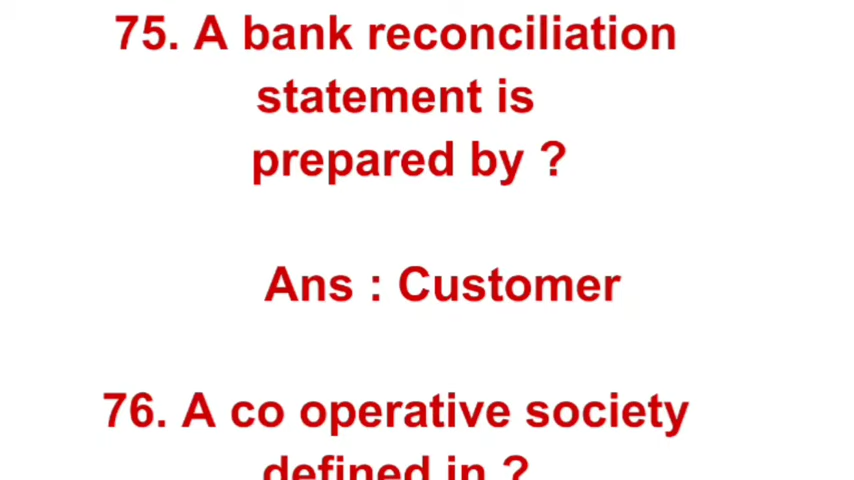 75. A bank reconciliation
statement is
prepared by ?
Ans : Customer
76. A co operative society
defined in ?